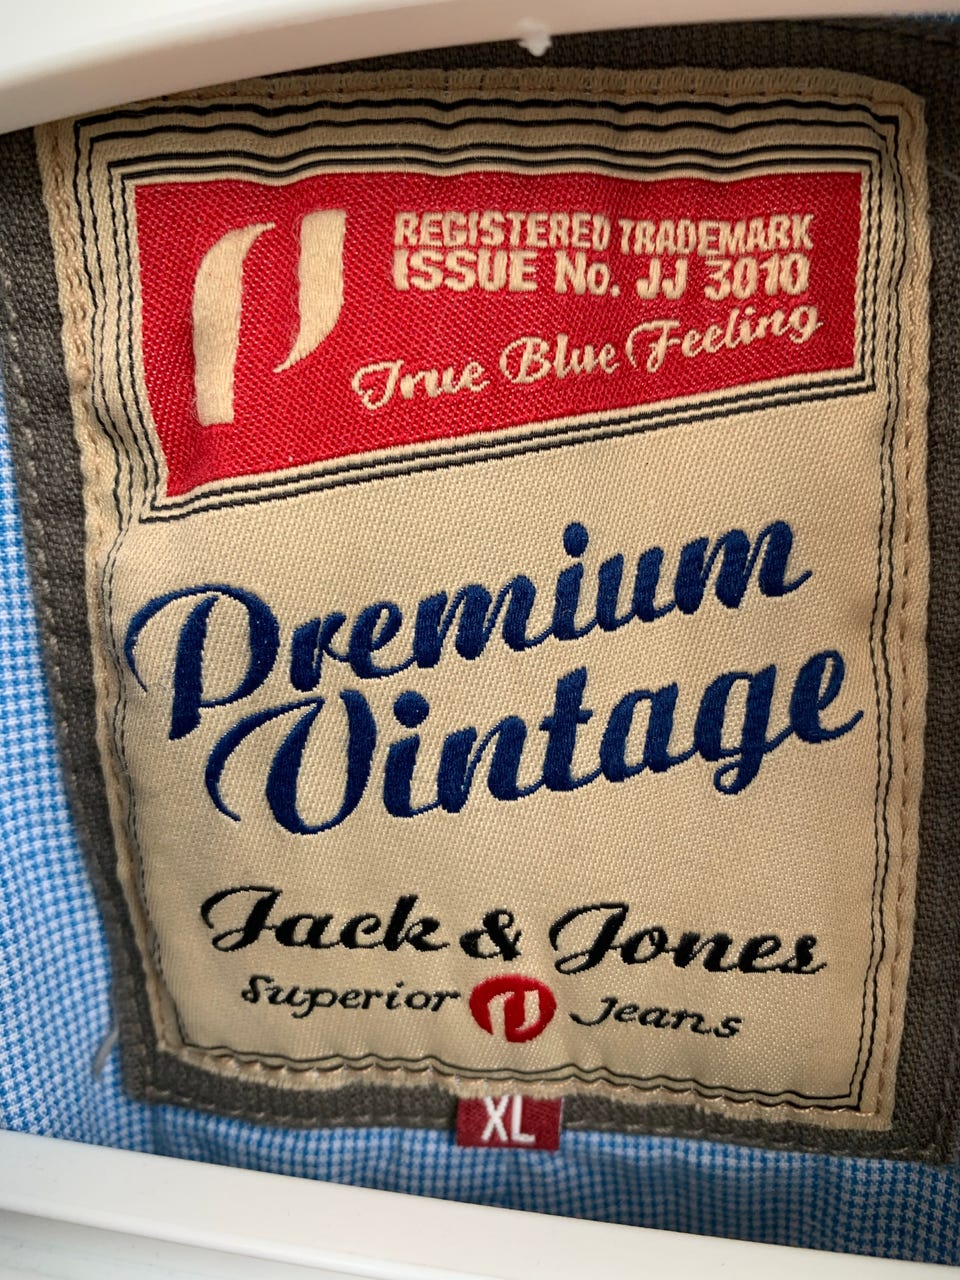 REGISTERED TRADEMARK
ISSUE No. JJ 3010
True Blue Feeling
Premium
Vintage
Jack & Jones
Superior Jeans
XL